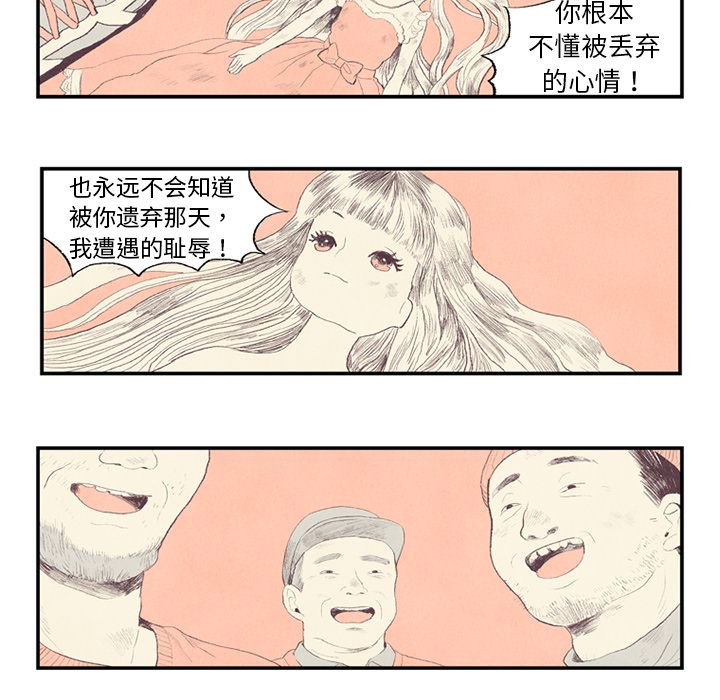 你根本
不懂被丢弃
的心情！
也永远不会知道
被你遗弃那天，
我遭遇的耻辱！